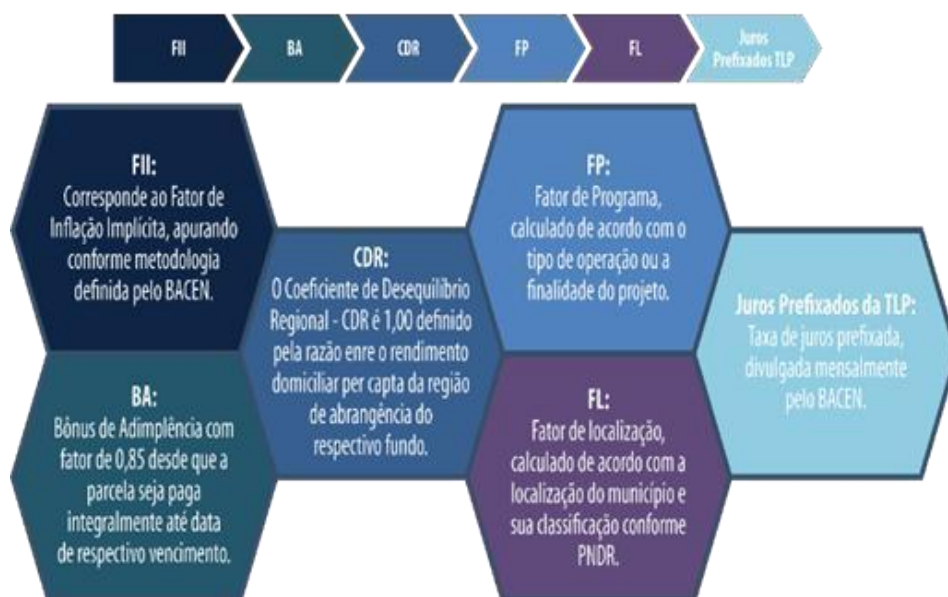 FII
BA
CDR
FP
FL
Juros
Prefixados TLP
FII:
Corresponde ao Fator de
Inflação Implícita, apurando
conforme metodologia
definida pelo BACEN.
BA:
Bônus de Adimplência com
fator de 0,85 desde que a
parcela seja paga
integralmente até data
de respectivo vencimento.
CDR:
O Coeficiente de Desequilíbrio
Regional - CDR é 1,00 definido
pela razão enre o rendimento
domiciliar per capta da região
de abrangência do
respectivo fundo.
FP:
Fator de Programa,
calculado de acordo com o
tipo de operação ou a
finalidade do projeto.
FL:
Fator de localização,
calculado de acordo com a
localização do município e
sua classificação conforme
PNDR.
Juros Prefixados da TLP:
Taxa de juros prefixada,
divulgada mensalmente
pelo BACEN.